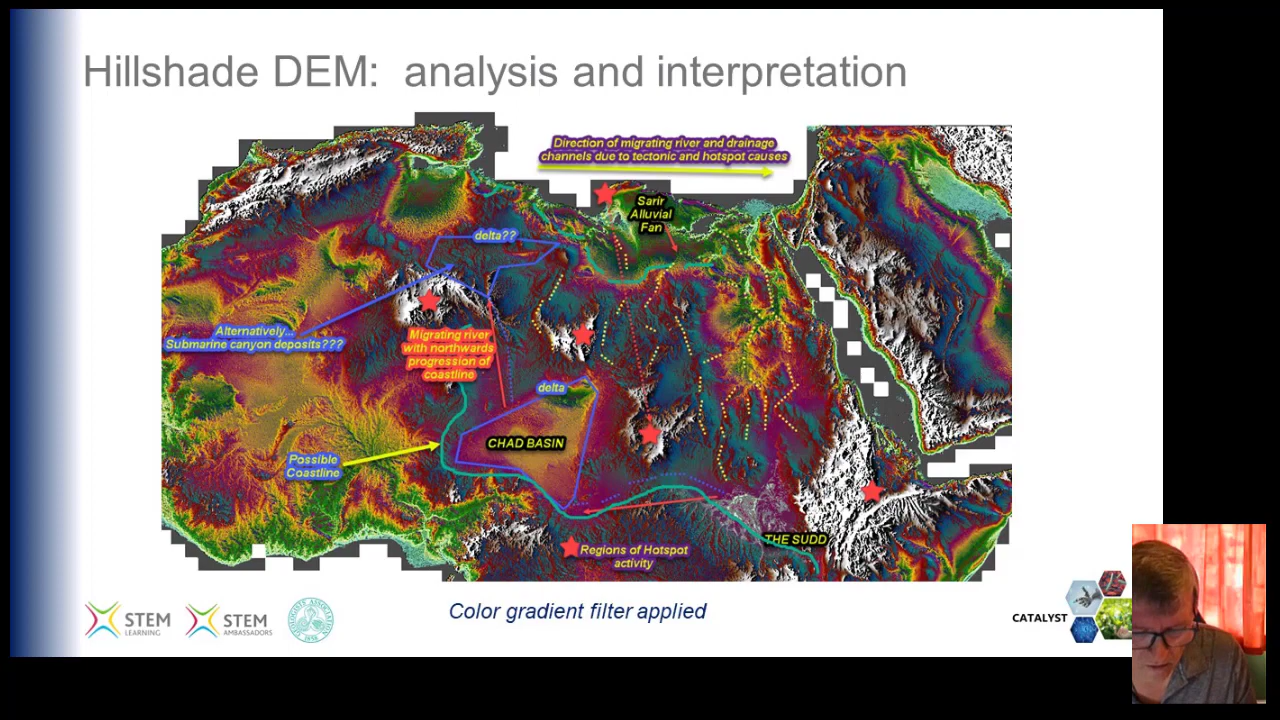 Hillshade DEM:  analysis and interpretation
Direction of migrating river and drainage
channels due to tectonic and hotspot causes
Sarir
Alluvial
Fan
delta??
Alternatively...
Submarine canyon deposits???
Migrating river
with northwards
progression of
coastline
delta
CHAD BASIN
Possible
Coastline
THE SUDD
Regions of Hotspot
activity
Color gradient filter applied
STEM
LEARNING
STEM
AMBASSADORS
CATALYST